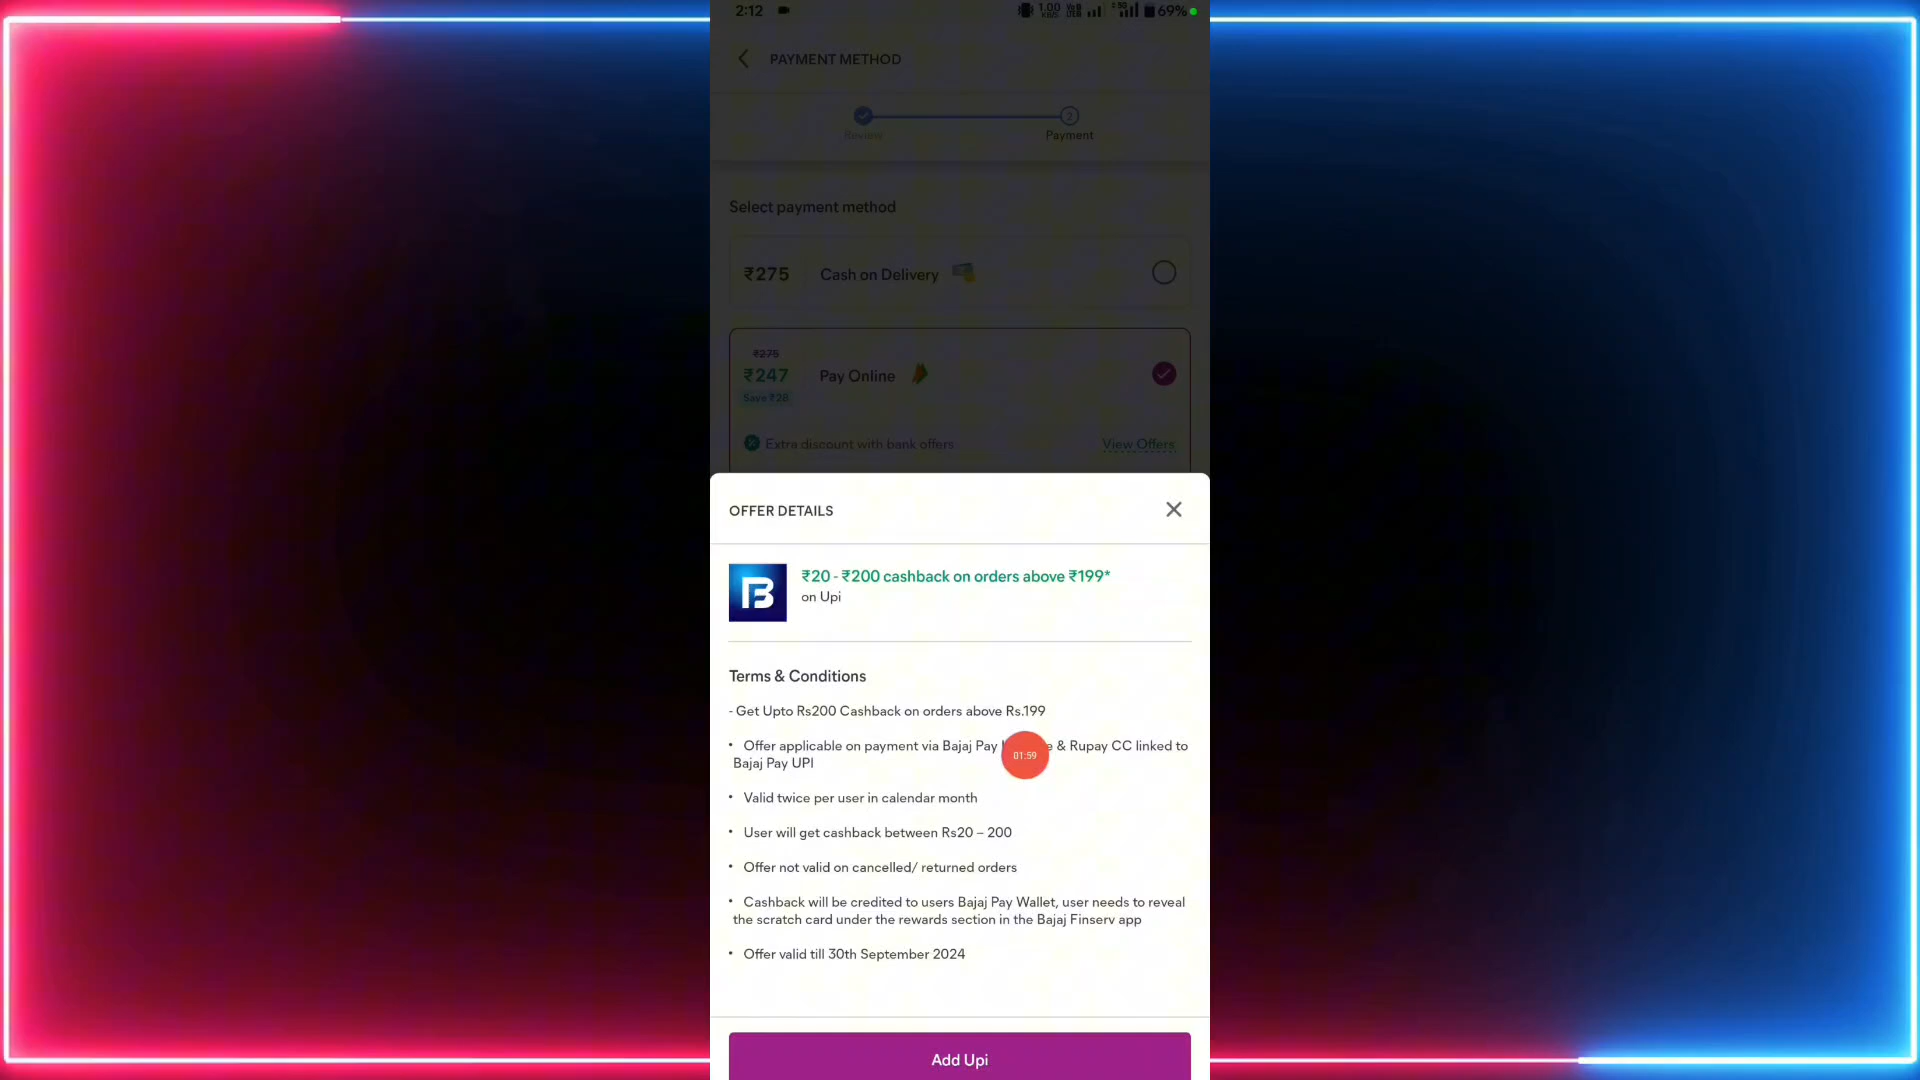 2:12 1.00 KB/S 5G 69%
PAYMENT METHOD
2
Review Payment
Select payment method
₹275 Cash on Delivery
₹275
₹247 Pay Online
Save ₹28
Extra discount with bank offers View Offers
OFFER DETAILS
B ₹20 - ₹200 cashback on orders above ₹199*
on Upi
Terms & Conditions
- Get Upto Rs200 Cashback on orders above Rs.199
• Offer applicable on payment via Bajaj Pay & Rupay CC linked to
Bajaj Pay UPI
01:59
• Valid twice per user in calendar month
• User will get cashback between Rs20 – 200
• Offer not valid on cancelled/ returned orders
• Cashback will be credited to users Bajaj Pay Wallet, user needs to reveal
the scratch card under the rewards section in the Bajaj Finserv app
• Offer valid till 30th September 2024
Add Upi